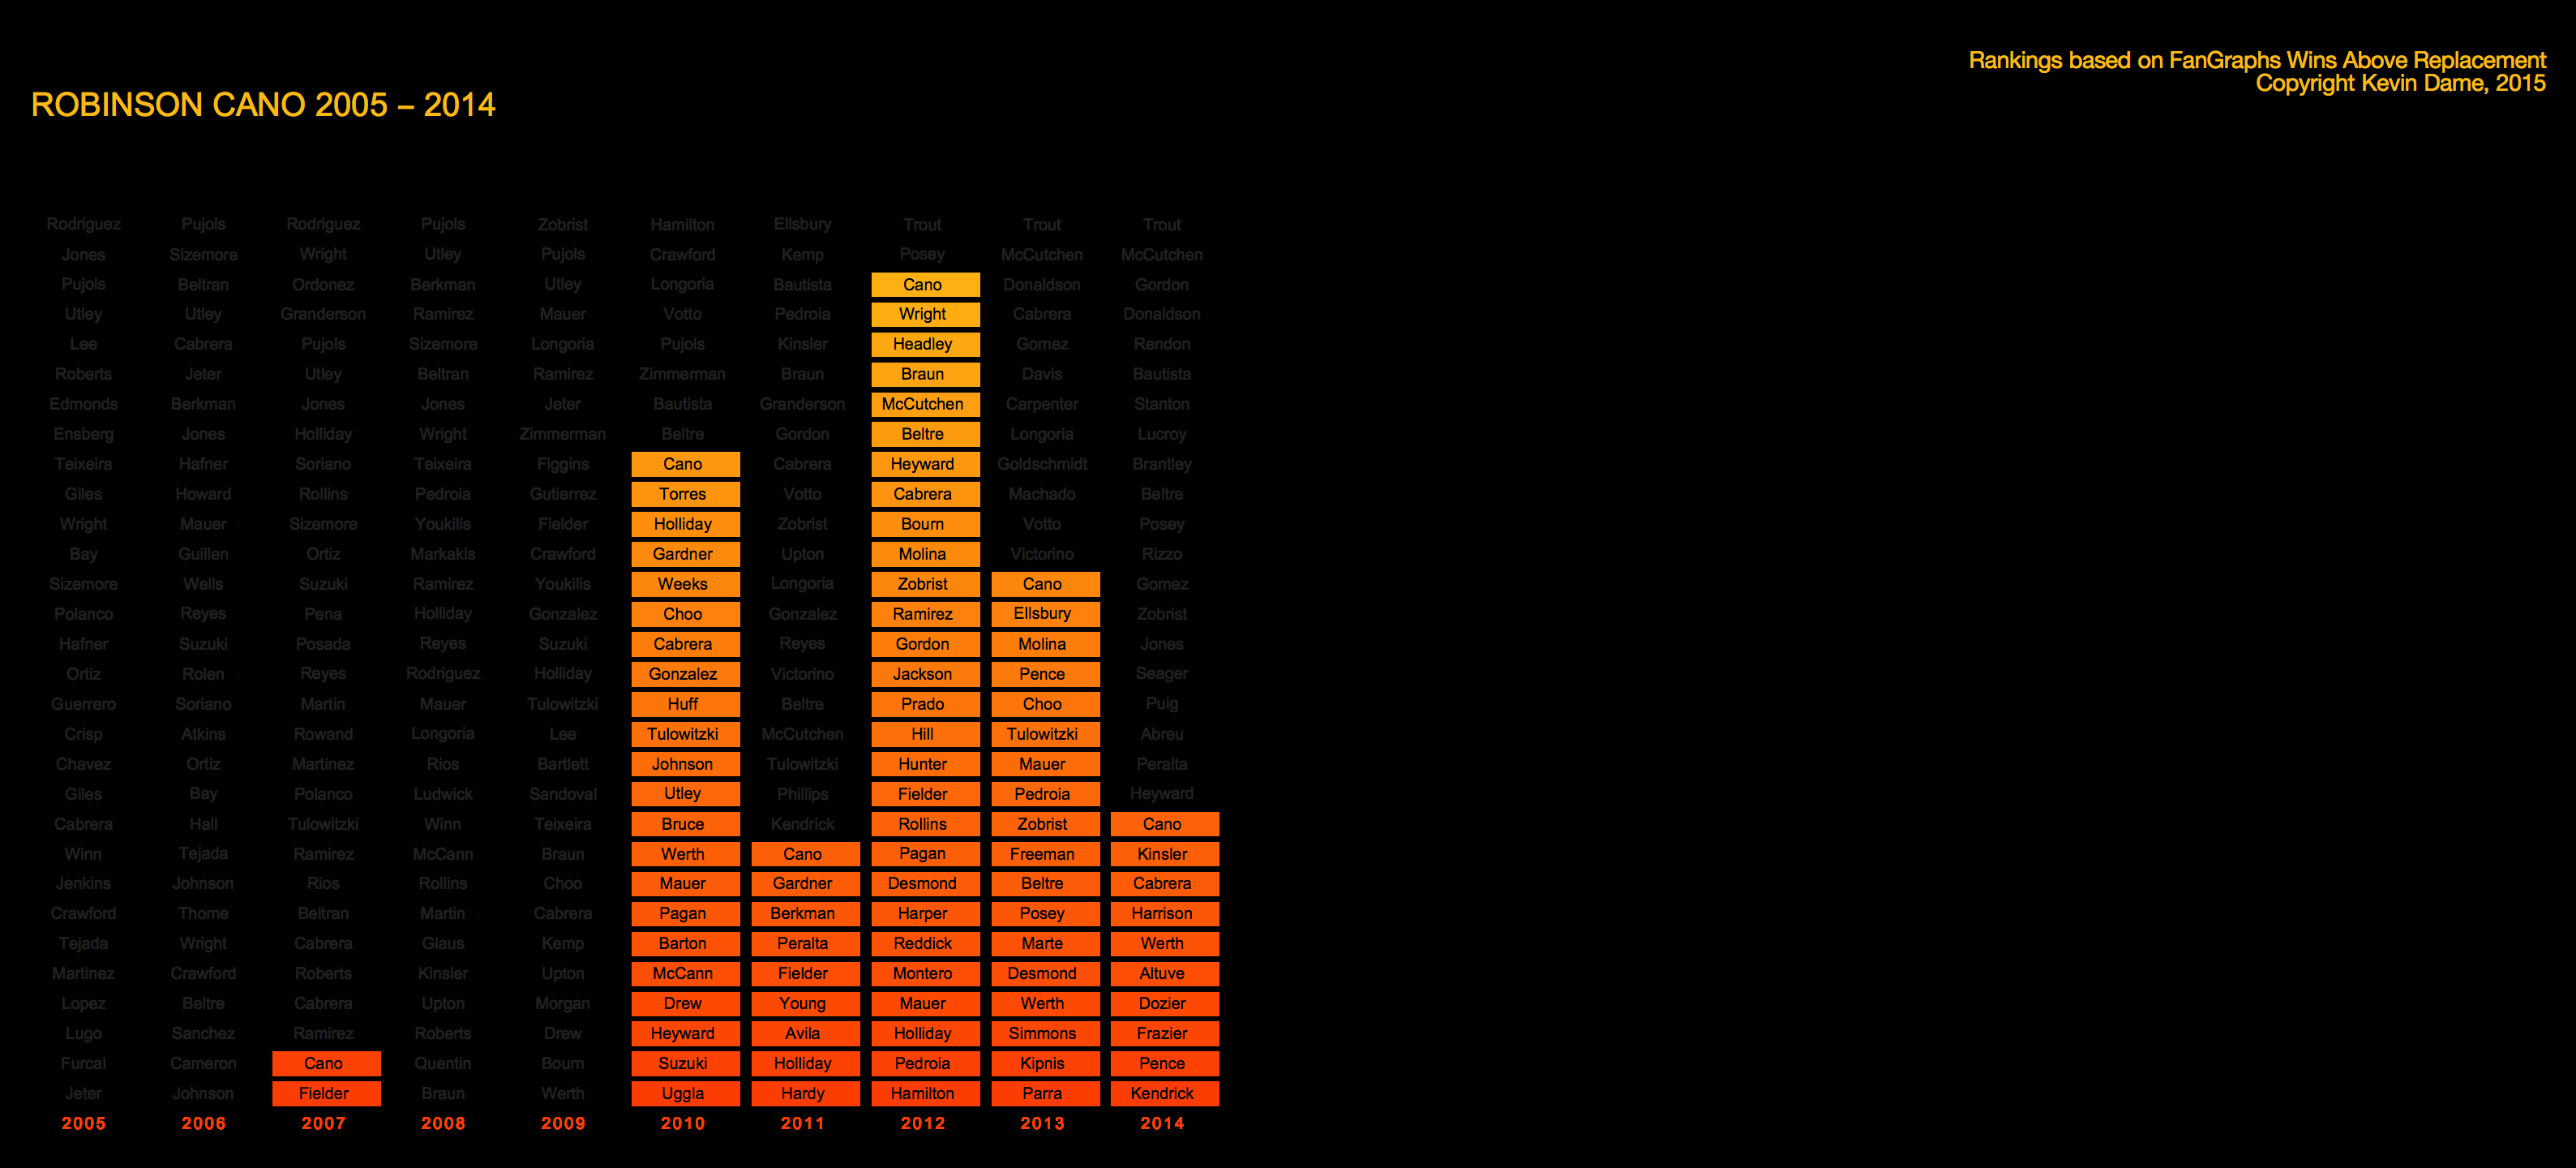 Rankings based on FanGraphs Wins Above Replacement
Copyright Kevin Dame, 2015
ROBINSON CANO 2005 – 2014
Rodriguez Pujols Rodriguez Pujols Zobrist Hamilton Ellsbury Trout Trout Trout
Jones Sizemore Wright Utley Pujols Crawford Kemp Posey McCutchen McCutchen
Pujols Beltran Ordonez Berkman Utley Longoria Bautista Cano Donaldson Gordon
Utley Utley Granderson Ramirez Mauer Votto Pedroia Wright Cabrera Donaldson
Lee Cabrera Pujols Sizemore Longoria Pujols Kinsler Headley Gomez Rendon
Roberts Jeter Utley Beltran Ramirez Zimmerman Braun Braun Davis Bautista
Edmonds Berkman Jones Jones Jeter Bautista Granderson McCutchen Carpenter Stanton
Ensberg Jones Holliday Wright Zimmerman Beltre Gordon Beltre Longoria Lucroy
Teixeira Hafner Soriano Teixeira Figgins Cano Cabrera Heyward Goldschmidt Brantley
Giles Howard Rollins Pedroia Gutierrez Torres Votto Cabrera Machado Beltre
Wright Mauer Sizemore Youkilis Fielder Holliday Zobrist Bourn Votto Posey
Bay Guillen Ortiz Markakis Crawford Gardner Upton Molina Victorino Rizzo
Sizemore Wells Suzuki Ramirez Youkilis Weeks Longoria Zobrist Cano Gomez
Polanco Reyes Pena Holliday Gonzalez Choo Gonzalez Ramirez Ellsbury Zobrist
Hafner Suzuki Posada Reyes Suzuki Cabrera Reyes Gordon Molina Jones
Ortiz Rolen Reyes Rodriguez Holliday Gonzalez Victorino Jackson Pence Seager
Guerrero Soriano Martin Mauer Tulowitzki Huff Beltre Prado Choo Puig
Crisp Atkins Rowand Longoria Lee Tulowitzki McCutchen Hill Tulowitzki Abreu
Chavez Ortiz Martinez Rios Bartlett Johnson Tulowitzki Hunter Mauer Peralta
Giles Bay Polanco Ludwick Sandoval Utley Phillips Fielder Pedroia Heyward
Cabrera Hall Tulowitzki Winn Teixeira Bruce Kendrick Rollins Zobrist Cano
Winn Tejada Ramirez McCann Braun Werth Cano Pagan Freeman Kinsler
Jenkins Johnson Rios Rollins Choo Mauer Gardner Desmond Beltre Cabrera
Crawford Thome Beltran Martin Cabrera Pagan Berkman Harper Posey Harrison
Tejada Wright Cabrera Glaus Kemp Barton Peralta Reddick Marte Werth
Martinez Crawford Roberts Kinsler Upton McCann Fielder Montero Desmond Altuve
Lopez Beltre Cabrera Upton Morgan Drew Young Mauer Werth Dozier
Lugo Sanchez Ramirez Roberts Drew Heyward Avila Holliday Simmons Frazier
Furcal Cameron Cano Quentin Bourn Suzuki Holliday Pedroia Kipnis Pence
Jeter Johnson Fielder Braun Werth Uggla Hardy Hamilton Parra Kendrick
2005 2006 2007 2008 2009 2010 2011 2012 2013 2014